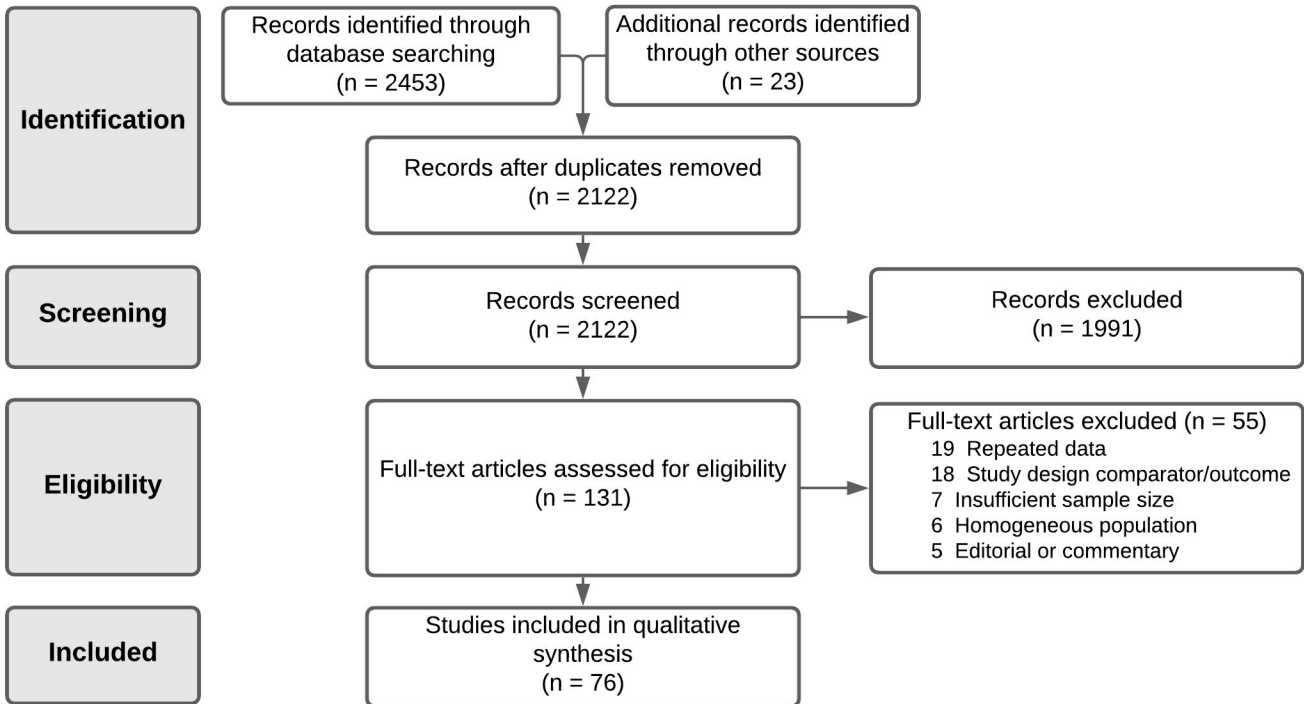 Identification
Records identified through
database searching
(n = 2453)
Additional records identified
through other sources
(n = 23)
Records after duplicates removed
(n = 2122)
Screening
Records screened
(n = 2122)
Records excluded
(n = 1991)
Eligibility
Full-text articles assessed for eligibility
(n = 131)
Full-text articles excluded (n = 55)
19 Repeated data
18 Study design comparator/outcome
7 Insufficient sample size
6 Homogeneous population
5 Editorial or commentary
Included
Studies included in qualitative
synthesis
(n = 76)